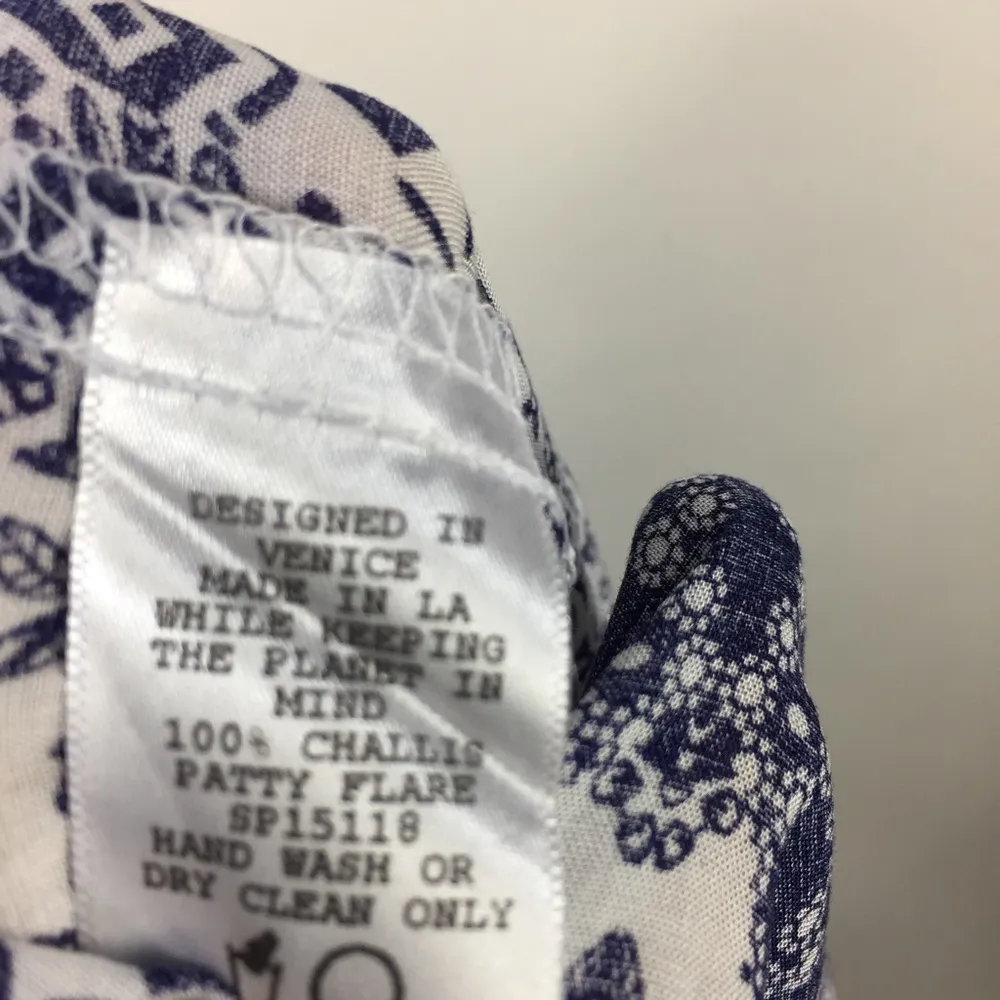 DESIGNED IN
VENICE
MADE IN LA
WHILE KEEPING
THE PLANET IN
MIND
100% CHALLIS
PATTY FLARE
SP15118
HAND WASH OR
DRY CLEAN ONLY